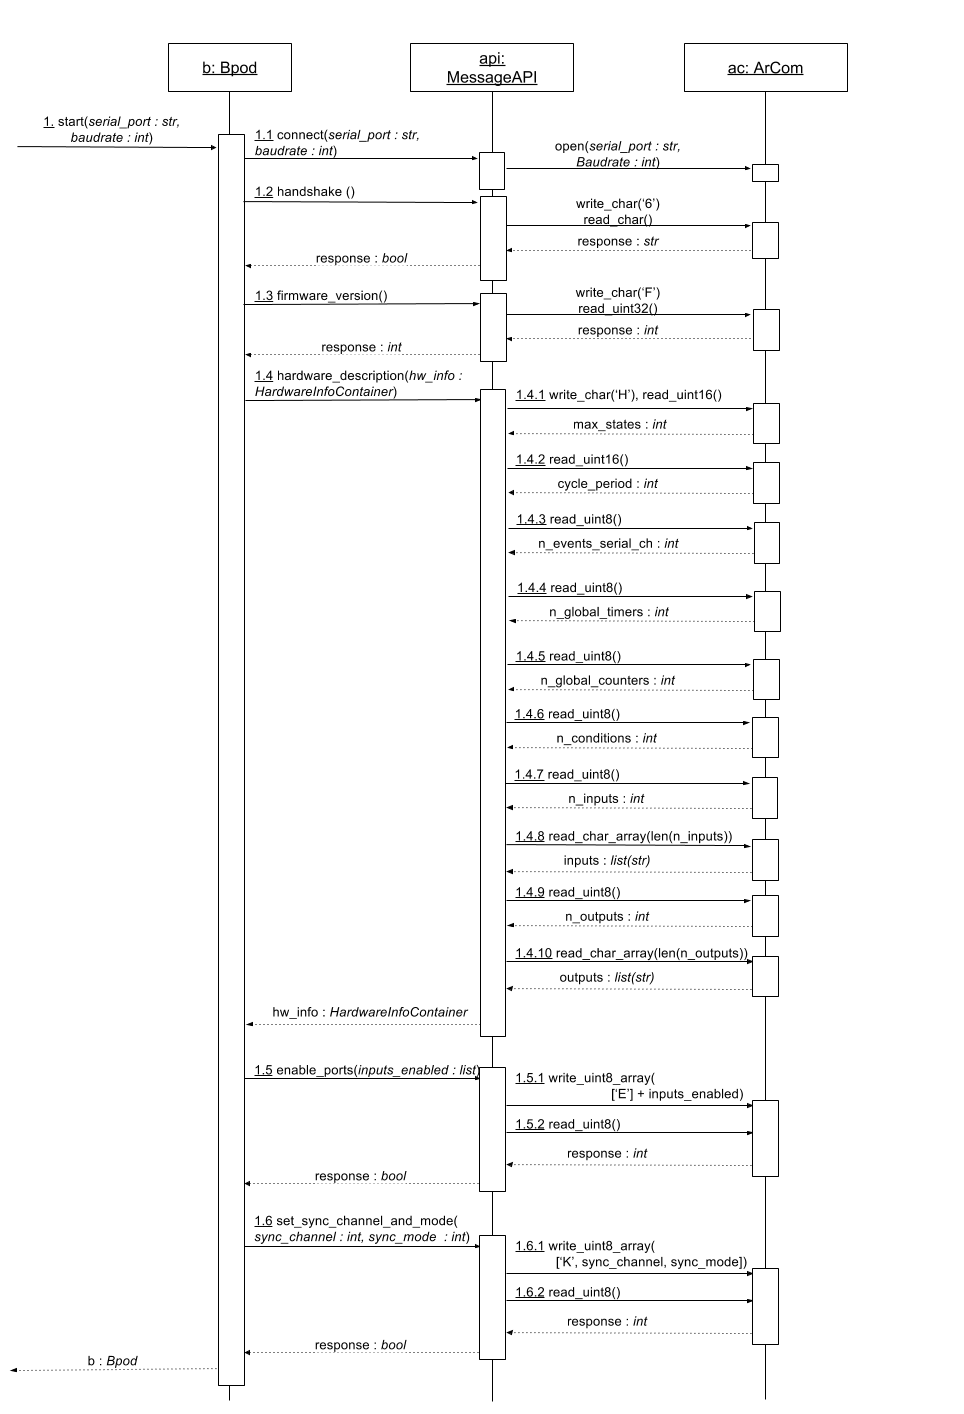 b: Bpod
api:
MessageAPI
ac: ArCom
1. start(serial_port : str,
baudrate : int)
1.1 connect(serial_port : str,
baudrate : int)
open(serial_port : str,
Baudrate : int)
1.2 handshake ()
write_char(‘6’)
read_char()
response : str
response : bool
1.3 firmware_version()
write_char(‘F’)
read_uint32()
response : int
response : int
1.4 hardware_description(hw_info :
HardwareInfoContainer)
1.4.1 write_char(‘H’), read_uint16()
max_states : int
1.4.2 read_uint16()
cycle_period : int
1.4.3 read_uint8()
n_events_serial_ch : int
1.4.4 read_uint8()
n_global_timers : int
1.4.5 read_uint8()
n_global_counters : int
1.4.6 read_uint8()
n_conditions : int
1.4.7 read_uint8()
n_inputs : int
1.4.8 read_char_array(len(n_inputs))
inputs : list(str)
1.4.9 read_uint8()
n_outputs : int
1.4.10 read_char_array(len(n_outputs))
outputs : list(str)
hw_info : HardwareInfoContainer
1.5 enable_ports(inputs_enabled : list)
1.5.1 write_uint8_array(
[‘E’] + inputs_enabled)
1.5.2 read_uint8()
response : int
response : bool
1.6 set_sync_channel_and_mode(
sync_channel : int, sync_mode : int)
1.6.1 write_uint8_array(
[‘K’, sync_channel, sync_mode])
1.6.2 read_uint8()
response : int
response : bool
b : Bpod